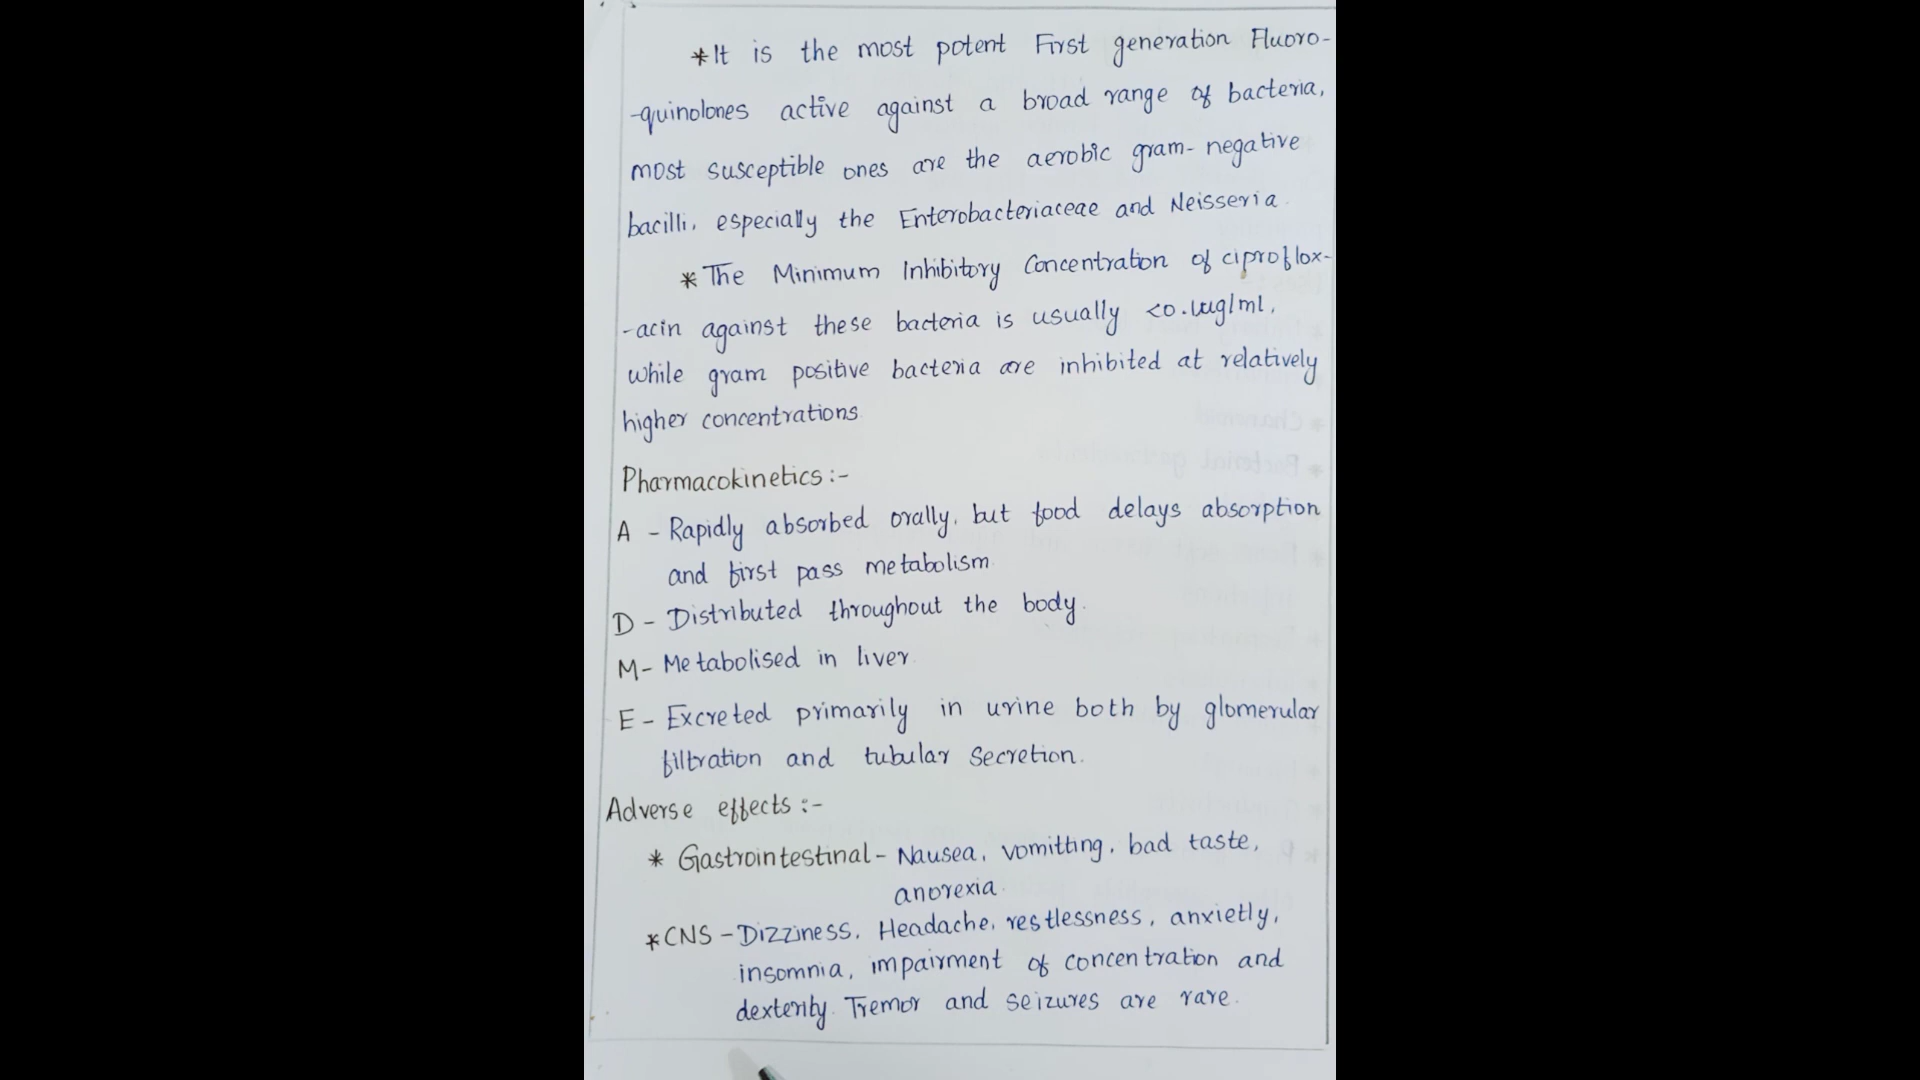 *It is the most potent First generation Fluoro-
-quinolones active against a broad range of bacteria,
most susceptible ones are the aerobic gram-negative
bacilli, especially the Enterobacteriaceae and Neisseria.
*The Minimum Inhibitory Concentration of ciproflox-
-acin against these bacteria is usually <0.1ug/ml,
while gram positive bacteria are inhibited at relatively
higher concentrations.
Pharmacokinetics:-
A - Rapidly absorbed orally, but food delays absorption
and first pass metabolism.
D - Distributed throughout the body.
M- Metabolised in liver.
E - Excreted primarily in urine both by glomerular
filtration and tubular secretion.
Adverse effects:-
* Gastrointestinal - Nausea, vomitting, bad taste,
anorexia.
*CNS - Dizziness, Headache, restlessness, anxietly,
insomnia, impairment of concentration and
dexterity. Tremor and seizures are rare.